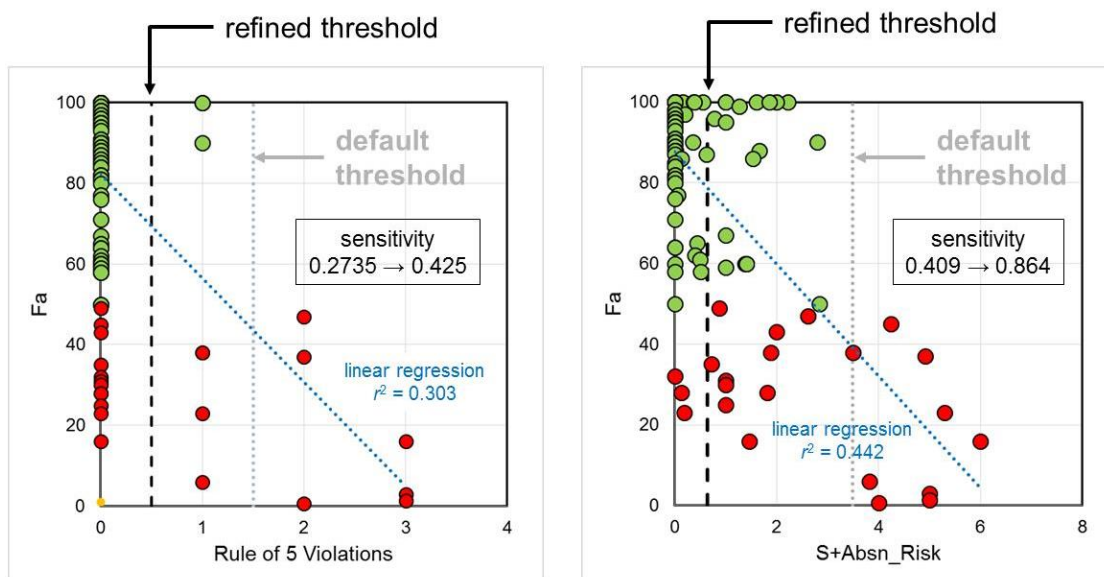 refined threshold
100
80
60
40
20
0
Fa
0
1
2
3
4
Rule of 5 Violations
default
threshold
sensitivity
0.2735 → 0.425
linear regression
r² = 0.303
refined threshold
100
80
60
40
20
0
Fa
0
2
4
6
8
S+Absn_Risk
default
threshold
sensitivity
0.409 → 0.864
linear regression
r² = 0.442